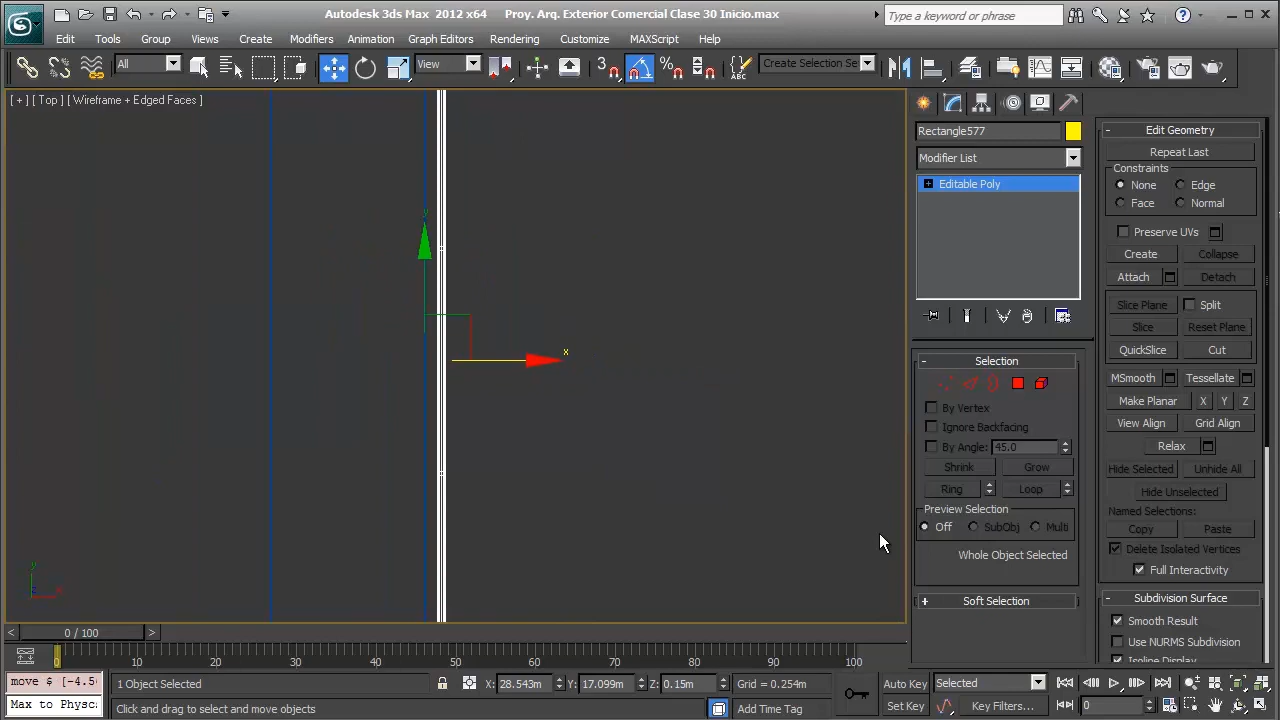 Autodesk 3ds Max 2012 x64 Proy. Arq. Exterior Comercial Clase 30 Inicio.max
Type a keyword or phrase
Edit Tools Group Views Create Modifiers Animation Graph Editors Rendering Customize MAXScript Help
All View 3 Create Selection Se
[ + ] [ Top ] [ Wireframe + Edged Faces ]
y
x
y
x
z
Rectangle577
Modifier List
Editable Poly
Selection
By Vertex
Ignore Backfacing
By Angle: 45.0
Shrink Grow
Ring Loop
Preview Selection
Off SubObj Multi
Whole Object Selected
Soft Selection
Edit Geometry
Repeat Last
Constraints
None Edge
Face Normal
Preserve UVs
Create Collapse
Attach Detach
Slice Plane Split
Slice Reset Plane
QuickSlice Cut
MSmooth Tessellate
Make Planar X Y Z
View Align Grid Align
Relax
Hide Selected Unhide All
Hide Unselected
Named Selections:
Copy Paste
Delete Isolated Vertices
Full Interactivity
Subdivision Surface
Smooth Result
Use NURMS Subdivision
Isoline Display
< 0 / 100 >
0 10 20 30 40 50 60 70 80 90 100
move $ [-4.5
1 Object Selected X: 28.543m Y: 17.099m Z: 0.15m Grid = 0.254m Auto Key Selected
Max to Physc
Click and drag to select and move objects Add Time Tag Set Key Key Filters... 0